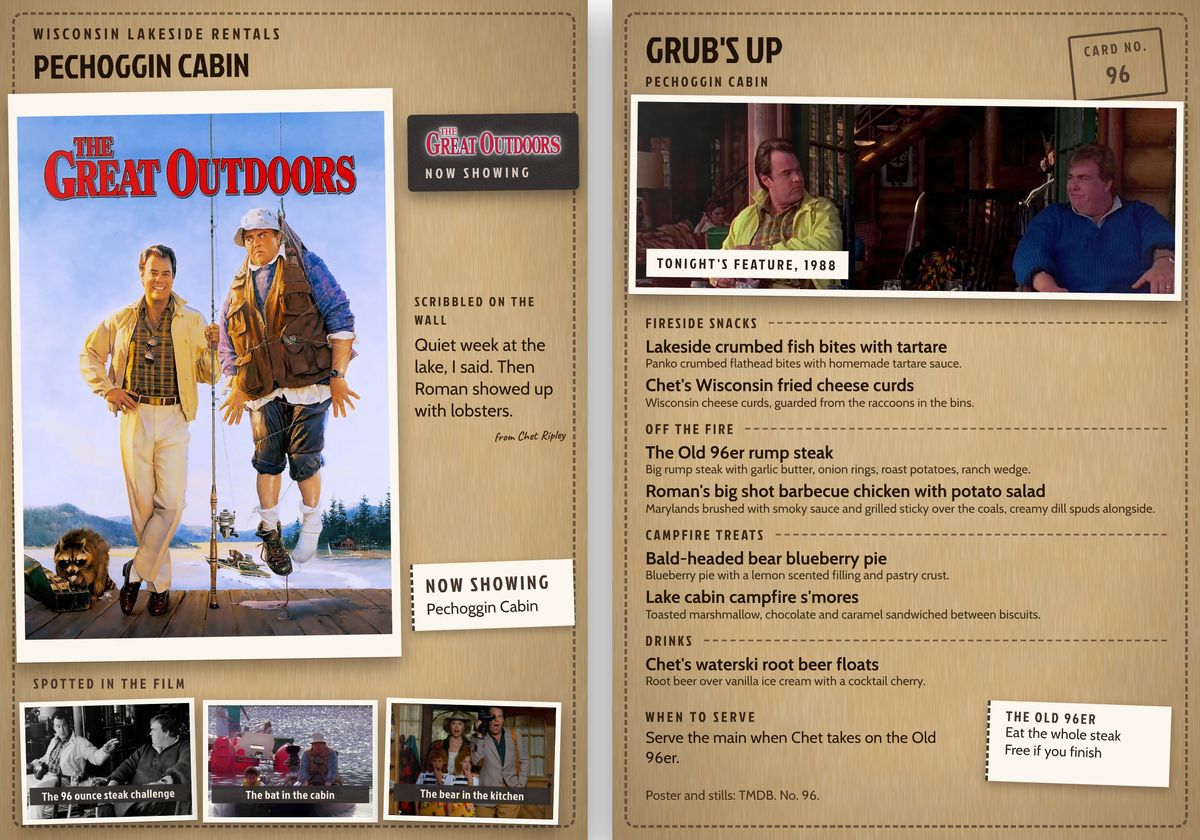 WISCONSIN LAKESIDE RENTALS
PECHOGGIN CABIN
THE
GREAT OUTDOORS
THE
GREAT OUTDOORS
NOW SHOWING
SCRIBBLED ON THE
WALL
Quiet week at the
lake, I said. Then
Roman showed up
with lobsters.
from Chet Ripley
NOW SHOWING
Pechoggin Cabin
SPOTTED IN THE FILM
The 96 ounce steak challenge
The bat in the cabin
The bear in the kitchen
GRUB'S UP
PECHOGGIN CABIN
CARD NO.
96
TONIGHT'S FEATURE, 1988
FIRESIDE SNACKS
Lakeside crumbed fish bites with tartare
Panko crumbed flathead bites with homemade tartare sauce.
Chet's Wisconsin fried cheese curds
Wisconsin cheese curds, guarded from the raccoons in the bins.
OFF THE FIRE
The Old 96er rump steak
Big rump steak with garlic butter, onion rings, roast potatoes, ranch wedge.
Roman's big shot barbecue chicken with potato salad
Marylands brushed with smoky sauce and grilled sticky over the coals, creamy dill spuds alongside.
CAMPFIRE TREATS
Bald-headed bear blueberry pie
Blueberry pie with a lemon scented filling and pastry crust.
Lake cabin campfire s'mores
Toasted marshmallow, chocolate and caramel sandwiched between biscuits.
DRINKS
Chet's waterski root beer floats
Root beer over vanilla ice cream with a cocktail cherry.
WHEN TO SERVE
Serve the main when Chet takes on the Old
96er.
THE OLD 96ER
Eat the whole steak
Free if you finish
Poster and stills: TMDB. No. 96.